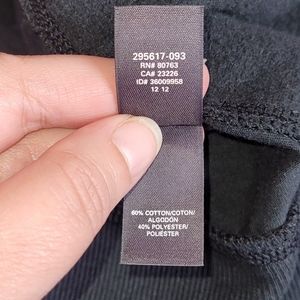 295617-093
RN# 80763
CA# 23226
ID# 36009958
12 12
60% COTTON/COTON/
ALGODÓN
40% POLYESTER/
POLIÉSTER